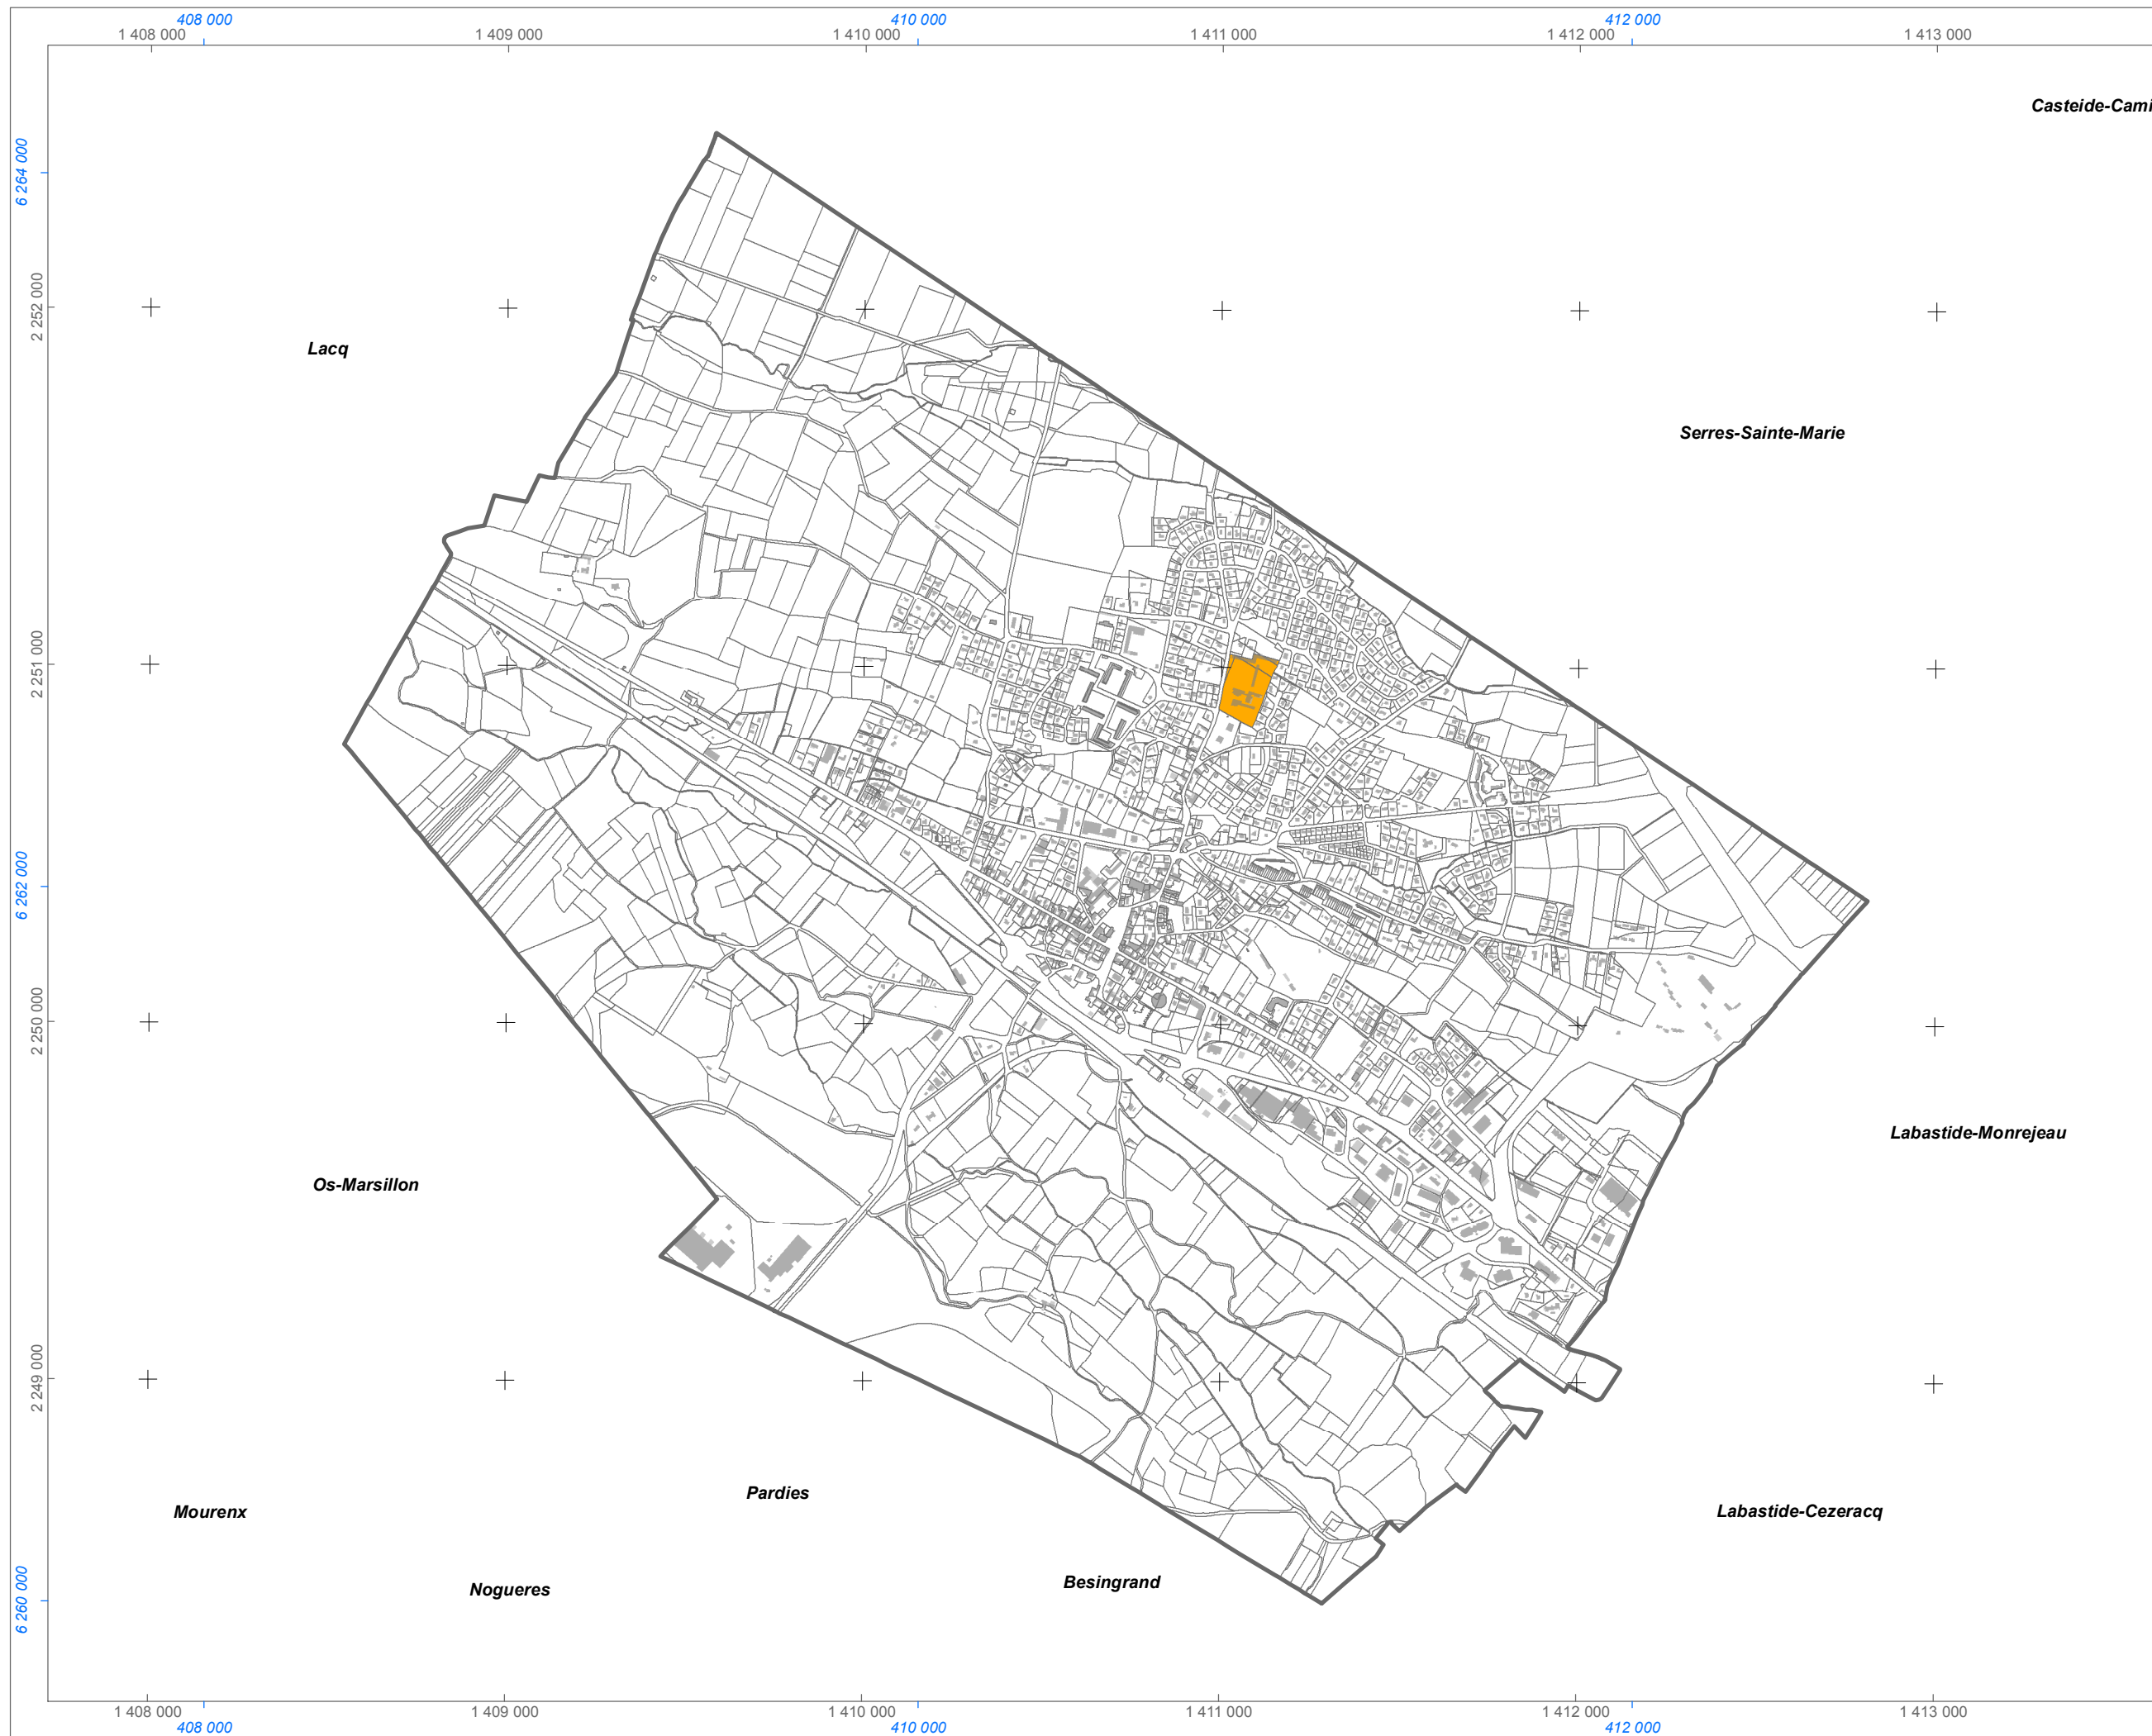 408 000
410 000
412 000
1 408 000
1 409 000
1 410 000
1 411 000
1 412 000
1 413 000
Casteide-Cami
6 264 000
2 252 000
Lacq
Serres-Sainte-Marie
2 251 000
6 262 000
2 250 000
Labastide-Monrejeau
Os-Marsillon
2 249 000
Pardies
Mourenx
Labastide-Cezeracq
Besingrand
Nogueres
6 260 000
1 408 000
1 409 000
1 410 000
1 411 000
1 412 000
1 413 000
408 000
410 000
412 000